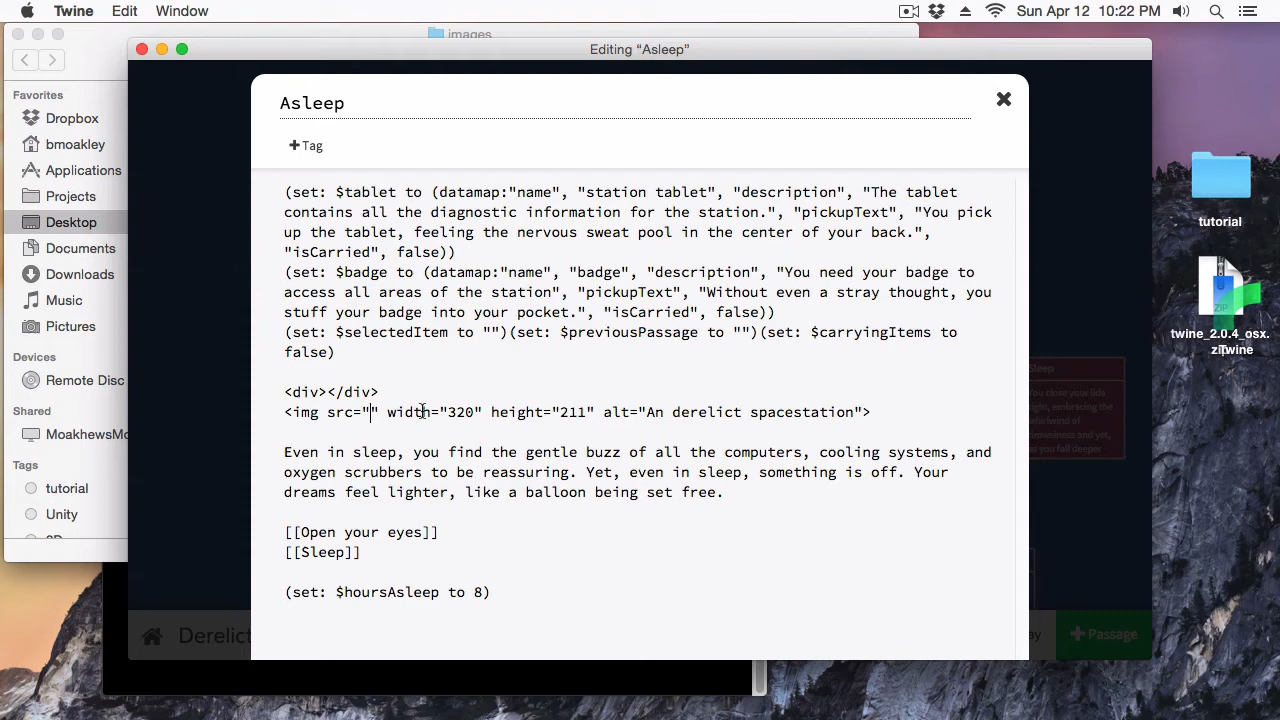 Twine Edit Window Sun Apr 12 10:22 PM
images
Editing “Asleep”
Favorites
Dropbox
bmoakley
Applications
Projects
Desktop
Documents
Downloads
Music
Pictures
Devices
Remote Disc
Shared
MoakhewsMo
Tags
tutorial
Unity
Asleep
+Tag
(set: $tablet to (datamap:"name", "station tablet", "description", "The tablet
contains all the diagnostic information for the station.", "pickupText", "You pick
up the tablet, feeling the nervous sweat pool in the center of your back.",
"isCarried", false))
(set: $badge to (datamap:"name", "badge", "description", "You need your badge to
access all areas of the station", "pickupText", "Without even a stray thought, you
stuff your badge into your pocket.", "isCarried", false))
(set: $selectedItem to "")(set: $previousPassage to "")(set: $carryingItems to
false)
<div></div>
<img src="" width="320" height="211" alt="An derelict spacestation">
Even in sleep, you find the gentle buzz of all the computers, cooling systems, and
oxygen scrubbers to be reassuring. Yet, even in sleep, something is off. Your
dreams feel lighter, like a balloon being set free.
[[Open your eyes]]
[[Sleep]]
(set: $hoursAsleep to 8)
Derelict
+Passage
Sleep
tutorial
ZIP
twine_2.0.4_osx.
zip
Twine